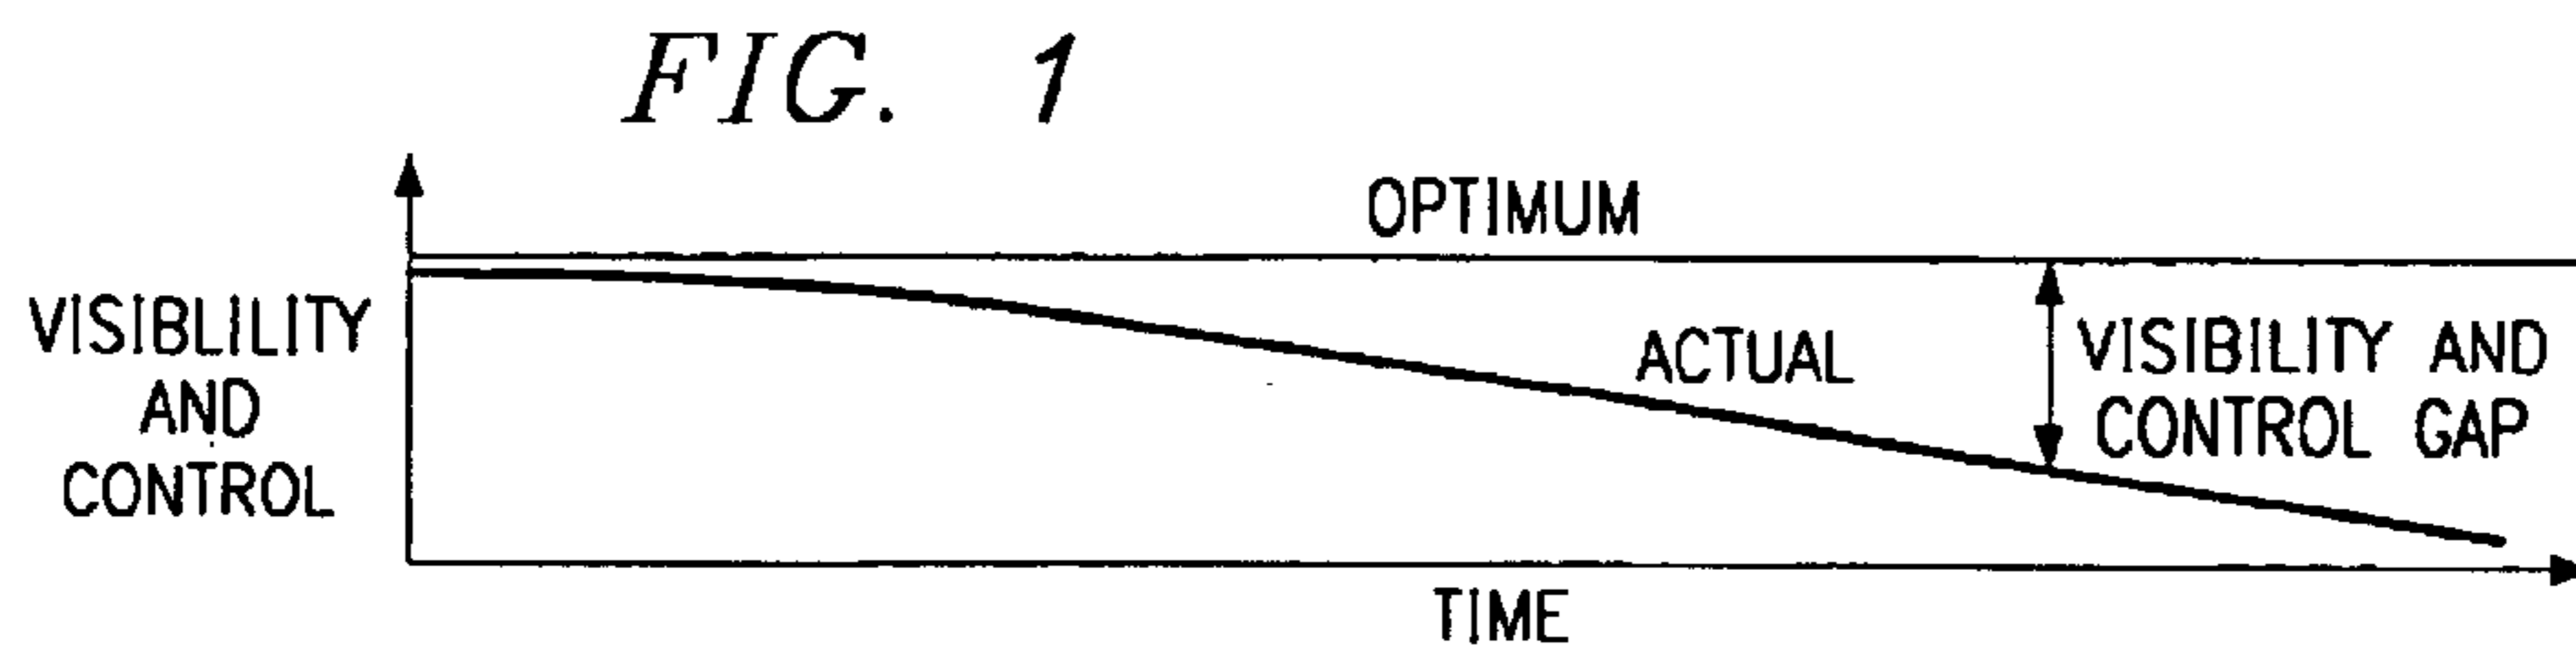 FIG. 1
OPTIMUM
VISIBLILITY
AND
CONTROL
ACTUAL
VISIBILITY AND
CONTROL GAP
TIME